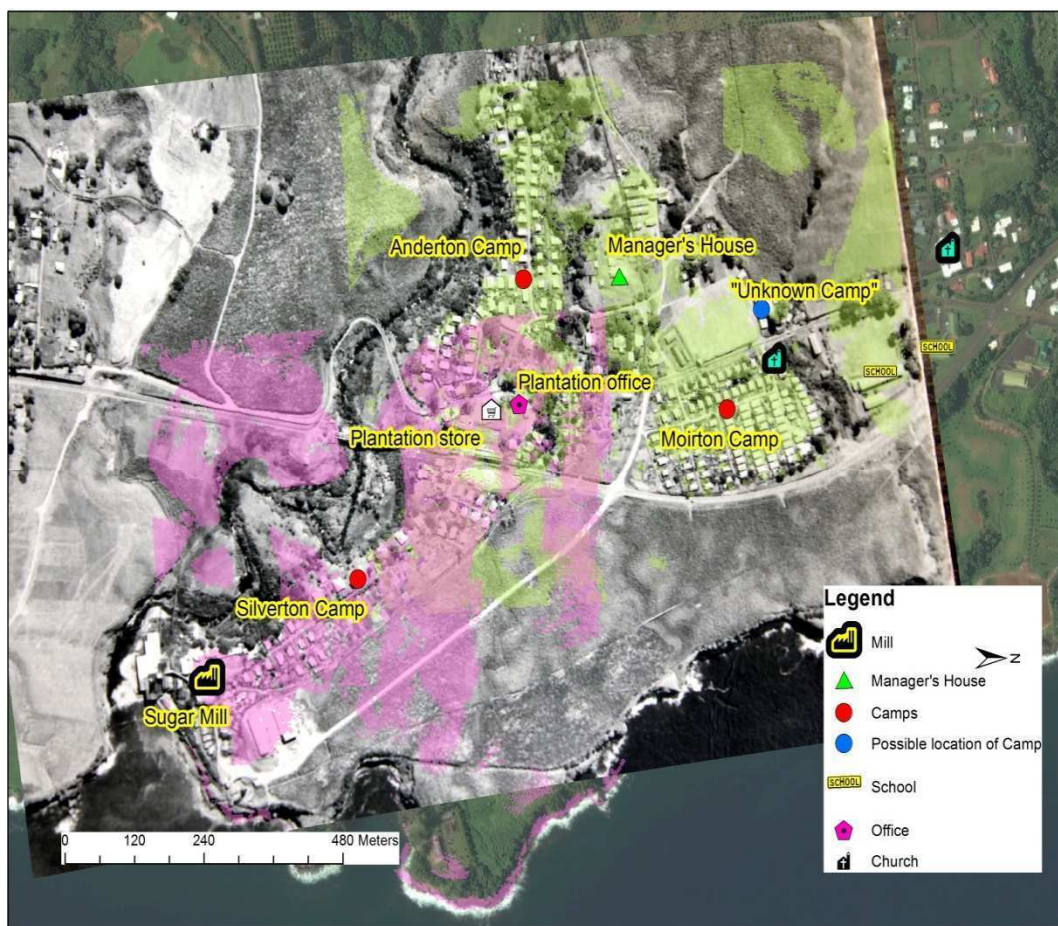 Anderton Camp
Manager's House
"Unknown Camp"
SCHOOL
SCHOOL
Plantation office
Plantation store
Moirton Camp
Silverton Camp
Sugar Mill
0 120 240 480 Meters
Legend
Mill
N
Manager's House
Camps
Possible location of Camp
SCHOOL School
Office
Church